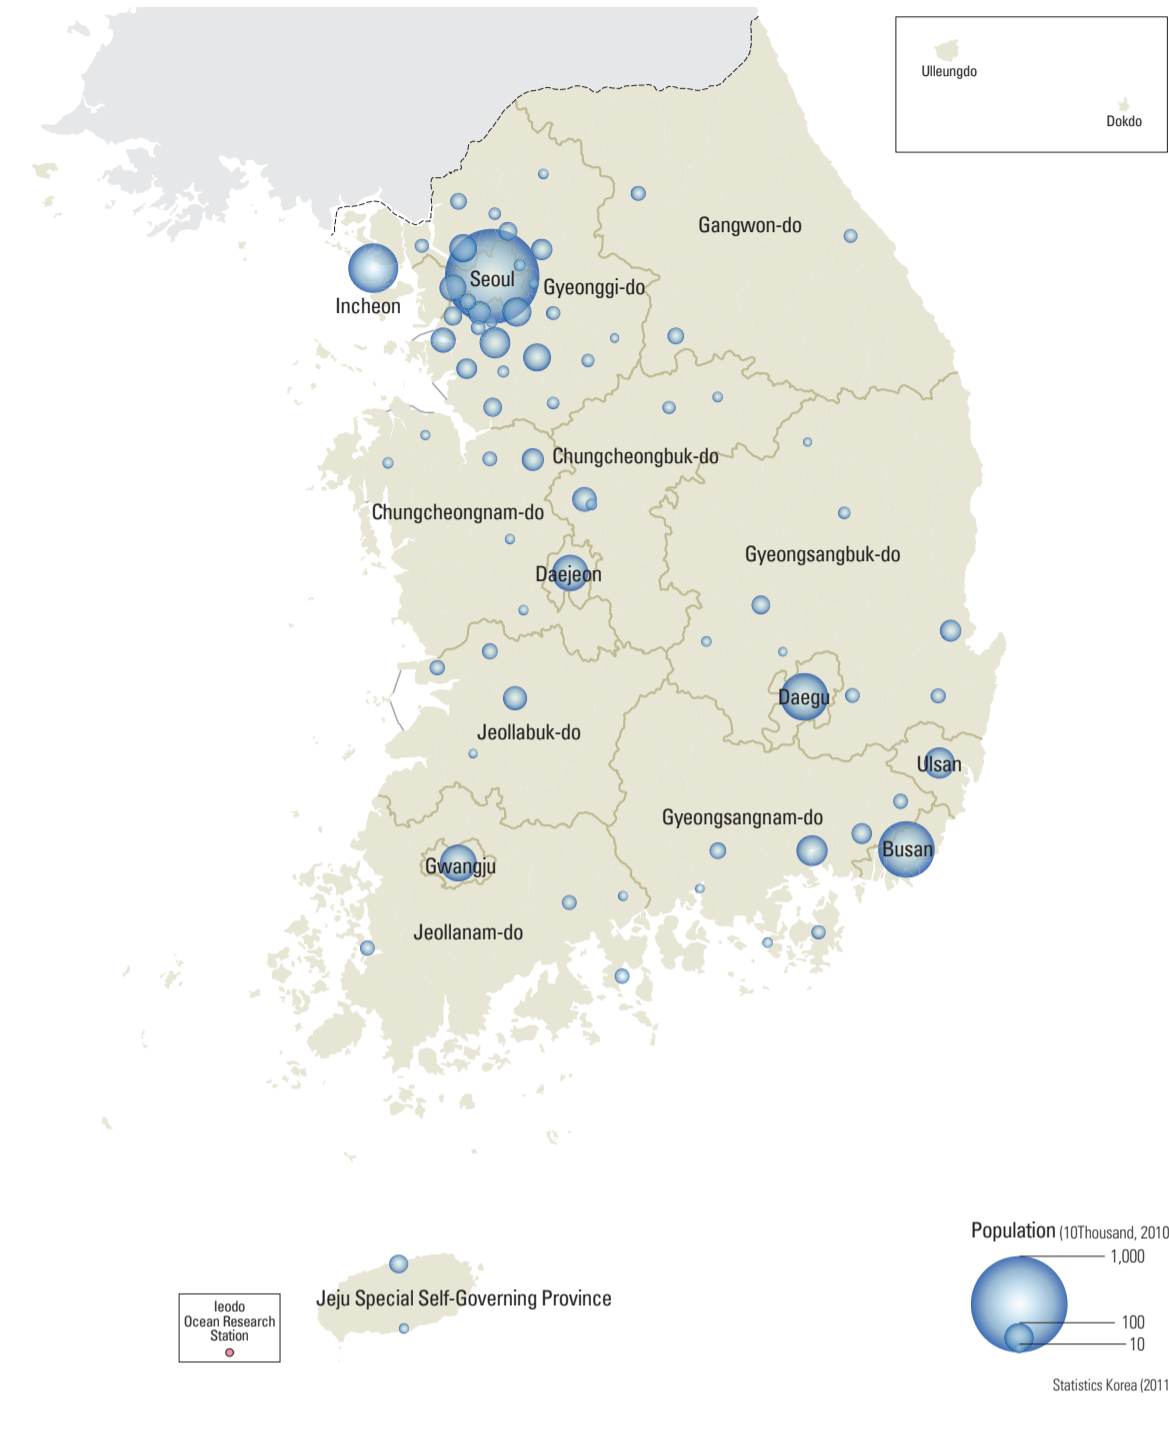 Ulleungdo
Dokdo
Gangwon-do
Seoul
Gyeonggi-do
Incheon
Chungcheongbuk-do
Chungcheongnam-do
Gyeongsangbuk-do
Daejeon
Daegu
Jeollabuk-do
Ulsan
Gyeongsangnam-do
Busan
Gwangju
Jeollanam-do
Population (10Thousand, 2010
1,000
100
10
Statistics Korea (2011
Jeju Special Self-Governing Province
Ieodo
Ocean Research
Station